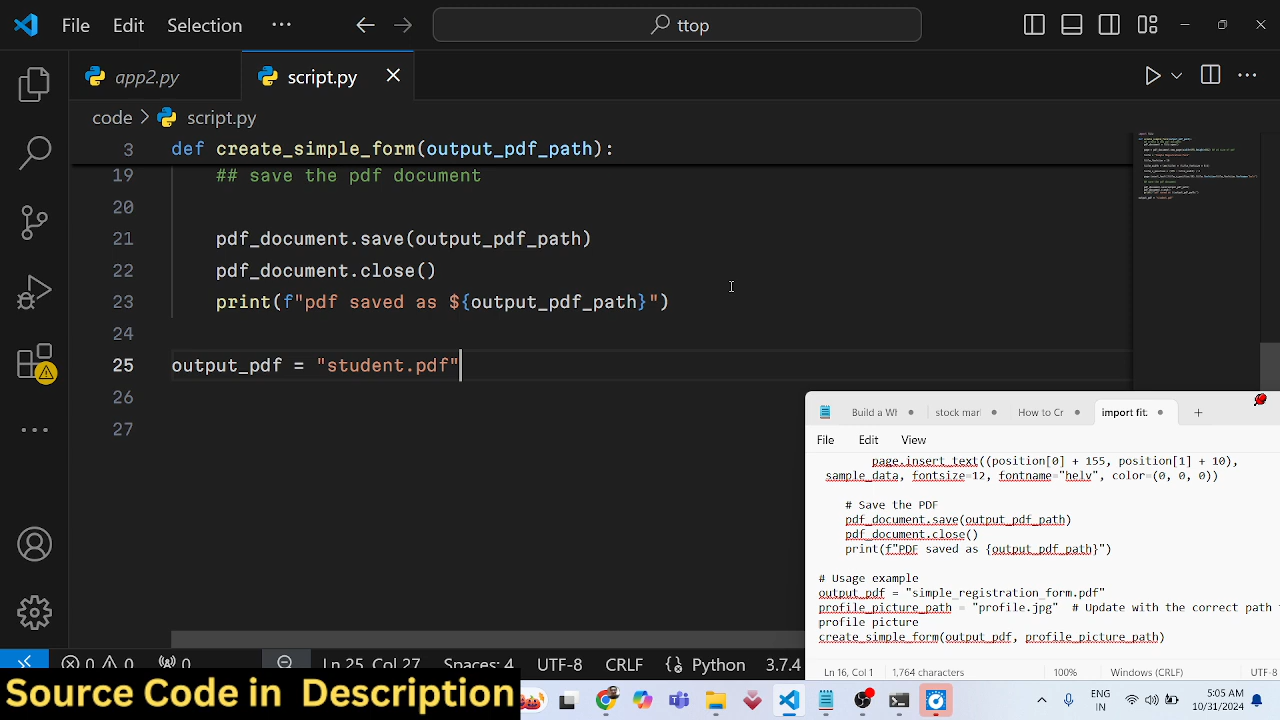 File Edit Selection ··· ttop
app2.py script.py
code > script.py
3 def create_simple_form(output_pdf_path):
19 ## save the pdf document
20
21 pdf_document.save(output_pdf_path)
22 pdf_document.close()
23 print(f"pdf saved as ${output_pdf_path}")
24
25 output_pdf = "student.pdf"
26
27
Build a Wh stock marl How to Cr import fitz
File Edit View
page.insert_text((position[0] + 155, position[1] + 10),
sample_data, fontsize=12, fontname="helv", color=(0, 0, 0))
# Save the PDF
pdf_document.save(output_pdf_path)
pdf_document.close()
print(f"PDF saved as {output_pdf_path}")
# Usage example
output_pdf = "simple_registration_form.pdf"
profile_picture_path = "profile.jpg" # Update with the correct path
profile picture
create_simple_form(output_pdf, profile_picture_path)
Ln 16, Col 1 1,764 characters 100% Windows (CRLF) UTF-8
0 0 0 Ln 25, Col 27 Spaces: 4 UTF-8 CRLF {} Python 3.7.4
Source Code in Description
ENG
IN
5:05 AM
10/31/2024